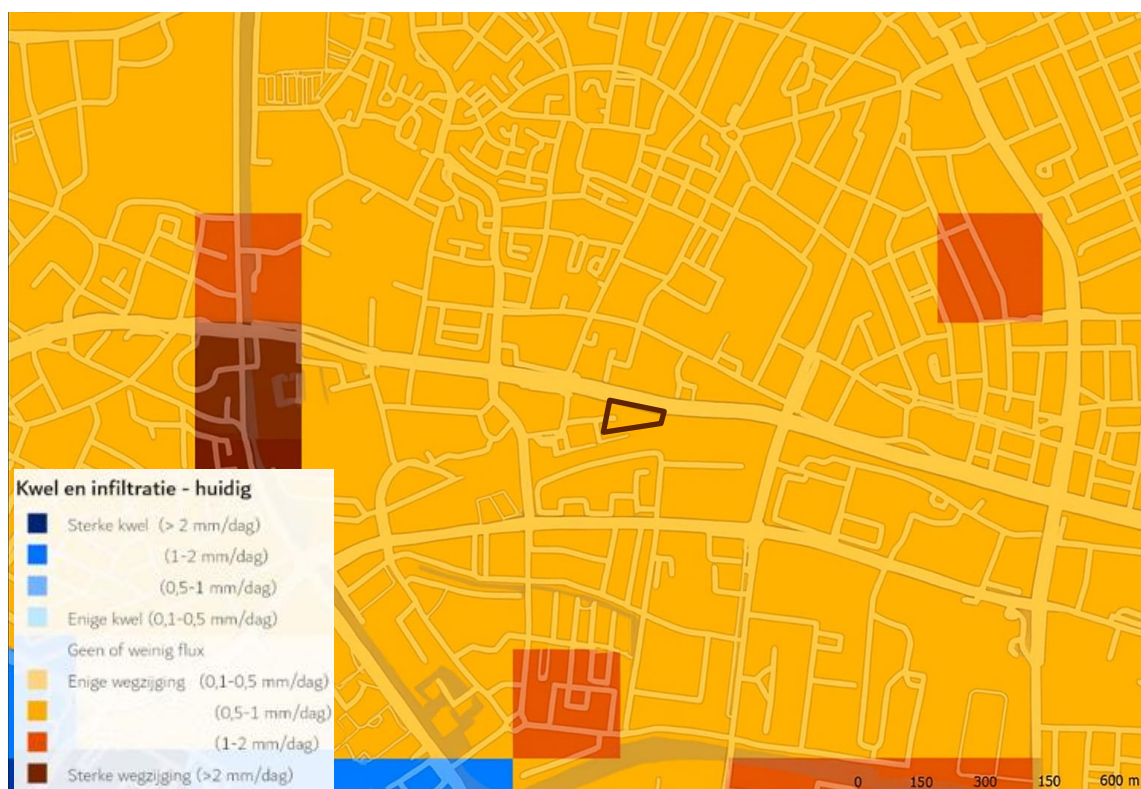 Kwel en infiltratie - huidig
Sterke kwel (> 2 mm/dag)
(1-2 mm/dag)
(0,5-1 mm/dag)
Enige kwel (0,1-0,5 mm/dag)
Geen of weinig flux
Enige wegzijging (0,1-0,5 mm/dag)
(0,5-1 mm/dag)
(1-2 mm/dag)
Sterke wegzijging (>2 mm/dag)
0 150 300 150 600 m